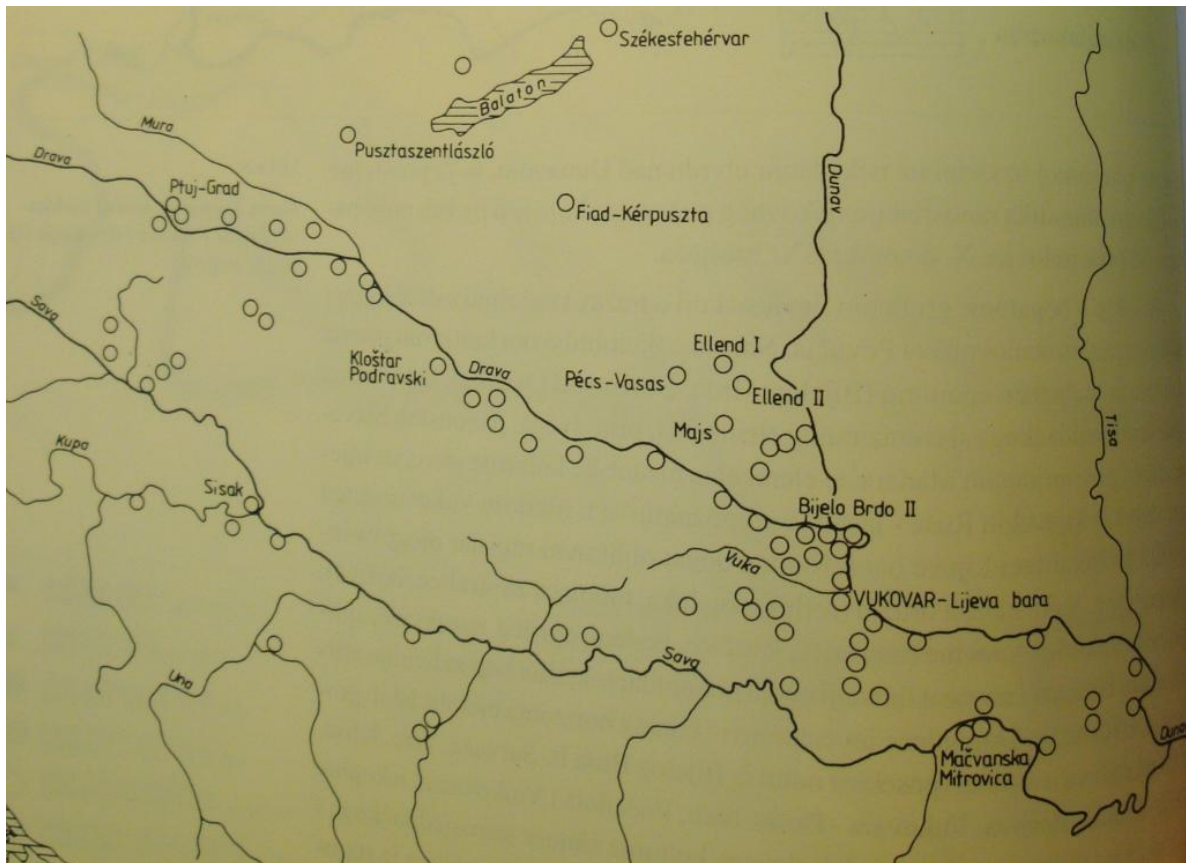 Székesfehérvar
Balaton
Mura
Pusztaszentlászló
Drava
Dunav
Ptuj-Grad
Fiad-Kérpuszta
Sava
Ellend I
Kloštar
Podravski
Drava
Pécs-Vasas
Ellend II
Majs
Tisa
Kupa
Sisak
Bijelo Brdo II
Vuka
VUKOVAR-Lijeva bara
Sava
Una
Duna
Mačvanska
Mitrovica